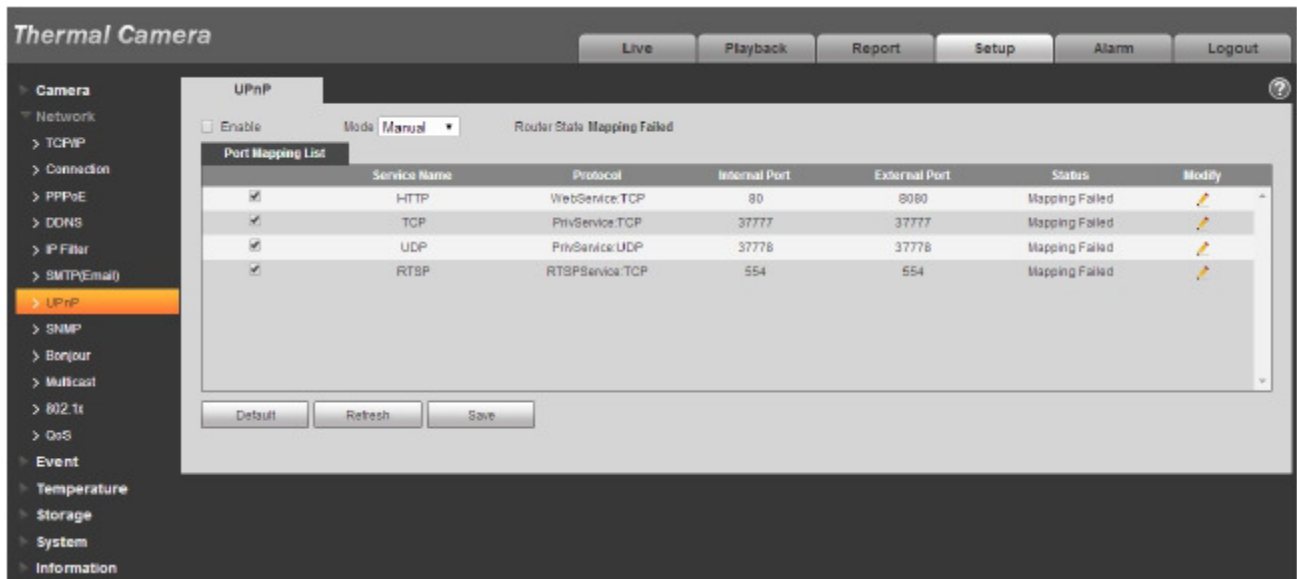 Thermal Camera
Live Playback Report Setup Alarm Logout
Camera
Network
> TCP/IP
> Connection
> PPPoE
> DDNS
> IP Filter
> SMTP(Email)
> UPnP
> SNMP
> Bonjour
> Multicast
> 802.1x
> QoS
Event
Temperature
Storage
System
Information
UPnP
Enable Mode Manual Router State Mapping Failed
Port Mapping List
Service Name Protocol Internal Port External Port Status Modify
HTTP WebService:TCP 80 8080 Mapping Failed
TCP PrivService:TCP 37777 37777 Mapping Failed
UDP PrivService:UDP 37778 37778 Mapping Failed
RTSP RTSPService:TCP 554 554 Mapping Failed
Default Refresh Save